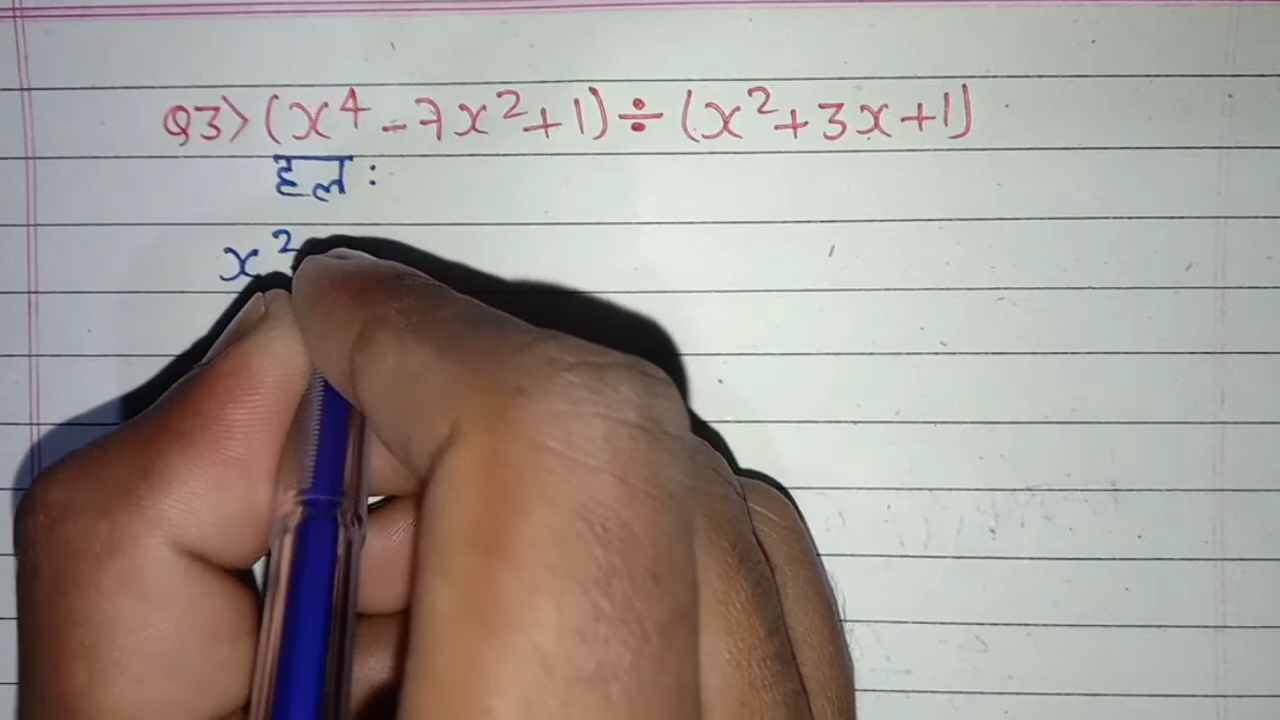 Q3> (x⁴ - 7x² + 1) ÷ (x² + 3x + 1)
हल :
x²